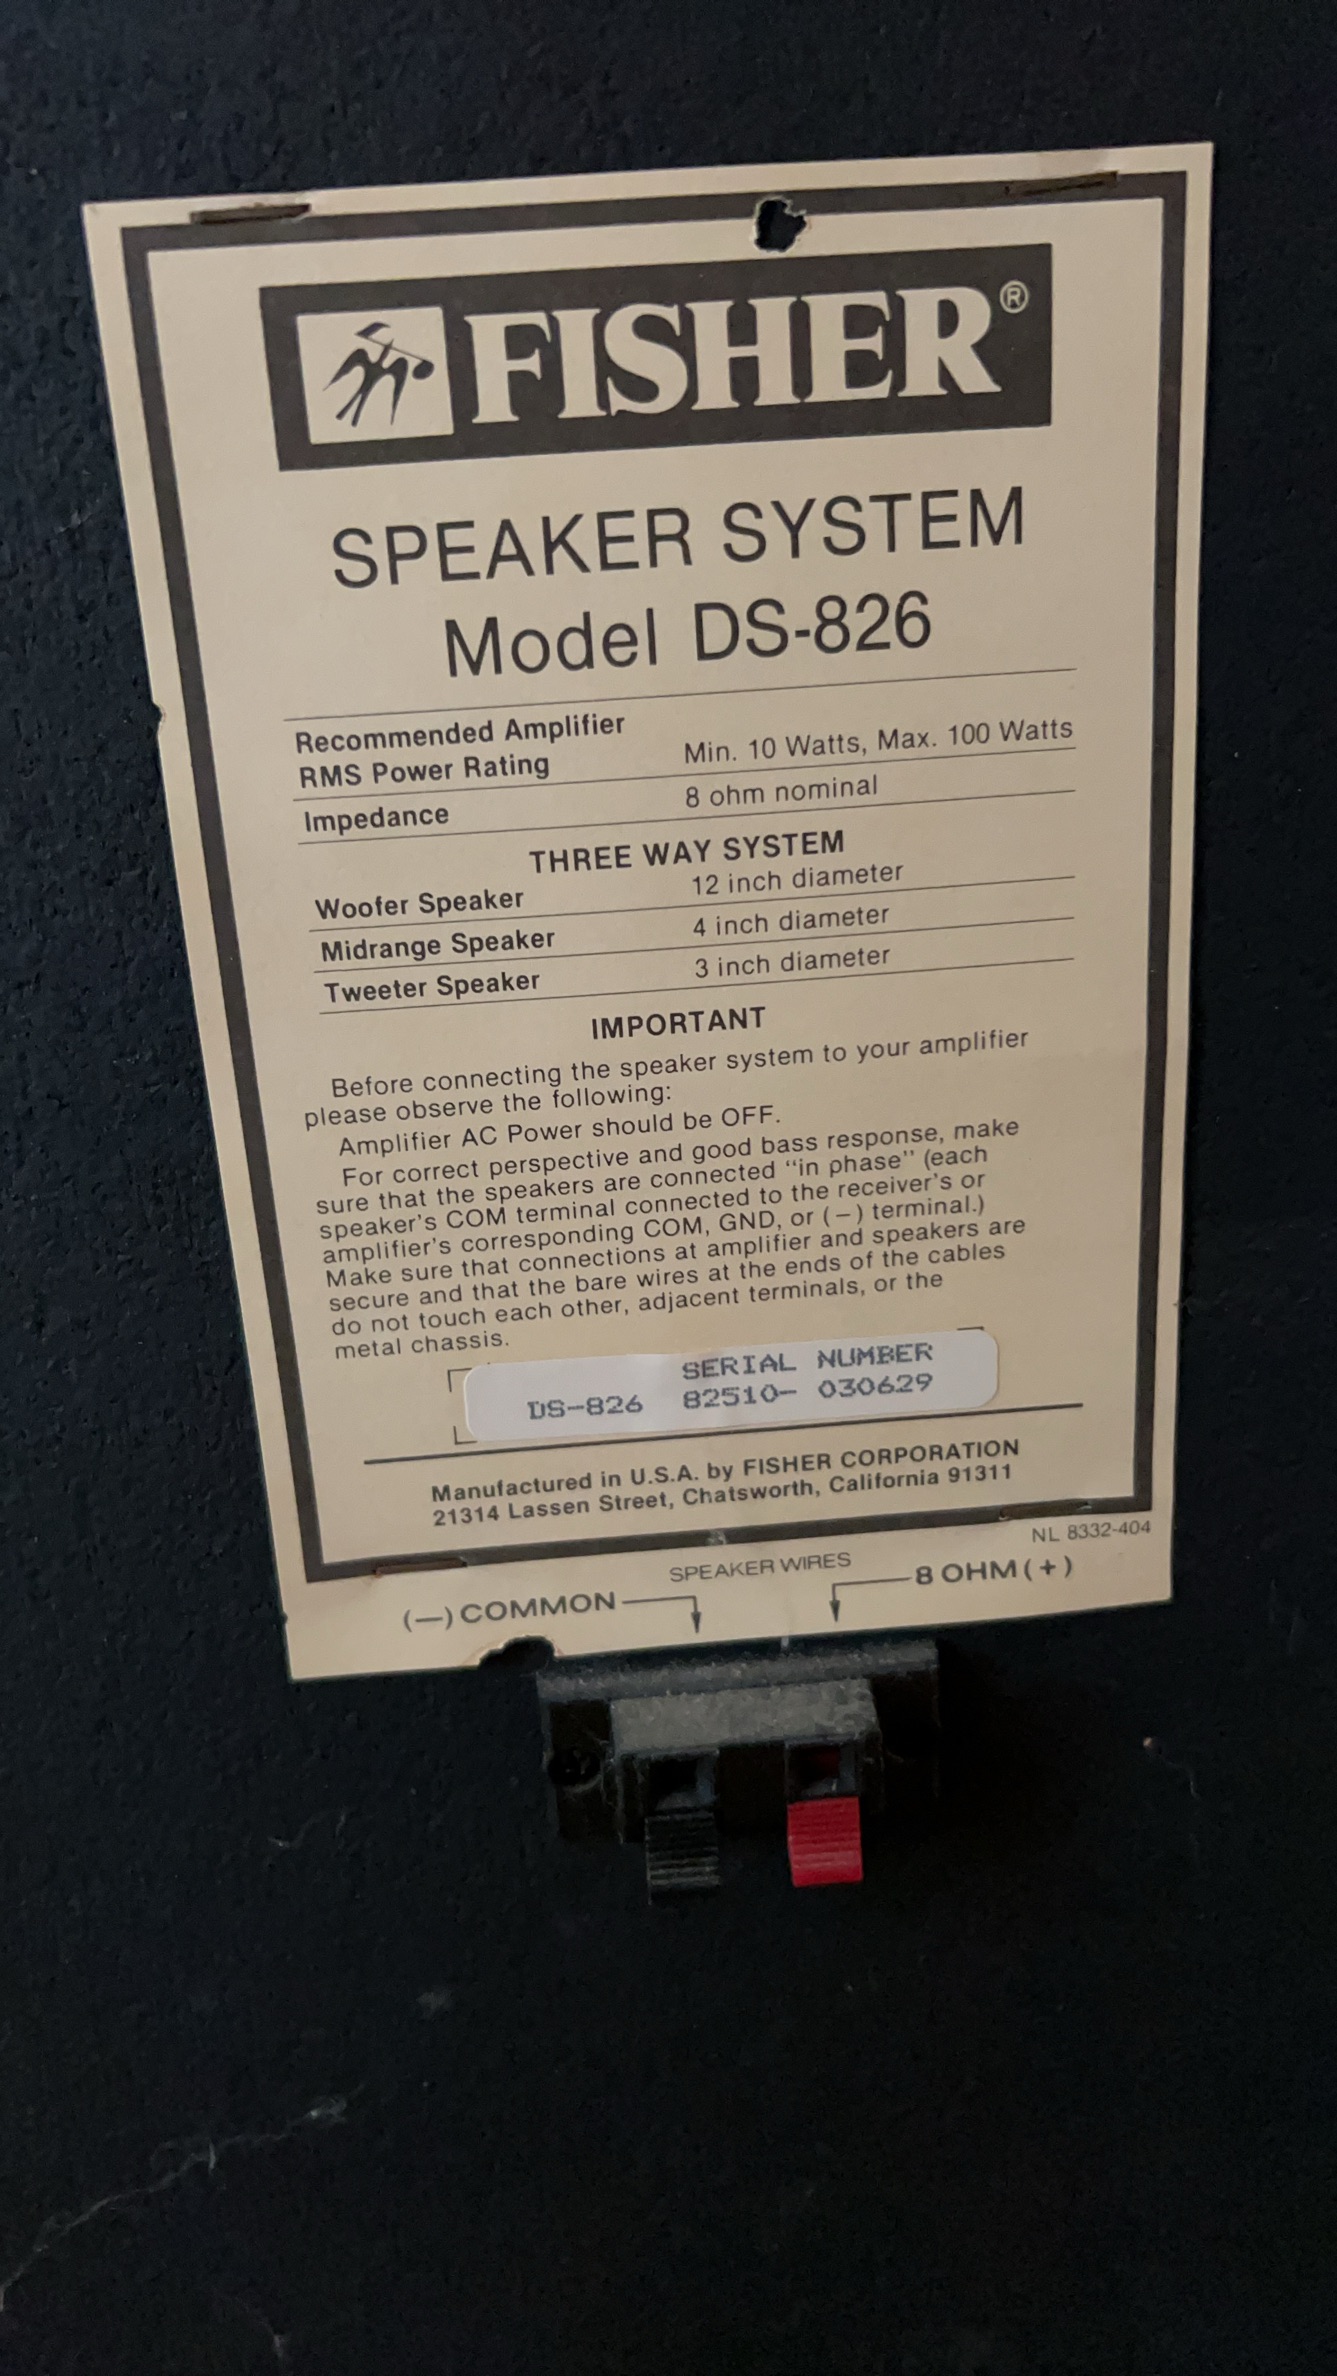 FISHER®
SPEAKER SYSTEM
Model DS-826
Recommended Amplifier
RMS Power Rating Min. 10 Watts, Max. 100 Watts
Impedance 8 ohm nominal
THREE WAY SYSTEM
Woofer Speaker 12 inch diameter
Midrange Speaker 4 inch diameter
Tweeter Speaker 3 inch diameter
IMPORTANT
Before connecting the speaker system to your amplifier
please observe the following:
Amplifier AC Power should be OFF.
For correct perspective and good bass response, make
sure that the speakers are connected “in phase” (each
speaker's COM terminal connected to the receiver's or
amplifier's corresponding COM, GND, or (−) terminal.)
Make sure that connections at amplifier and speakers are
secure and that the bare wires at the ends of the cables
do not touch each other, adjacent terminals, or the
metal chassis.
SERIAL NUMBER
DS-826 82510- 030629
Manufactured in U.S.A. by FISHER CORPORATION
21314 Lassen Street, Chatsworth, California 91311
NL 8332-404
SPEAKER WIRES
(—) COMMON 8 OHM (+)